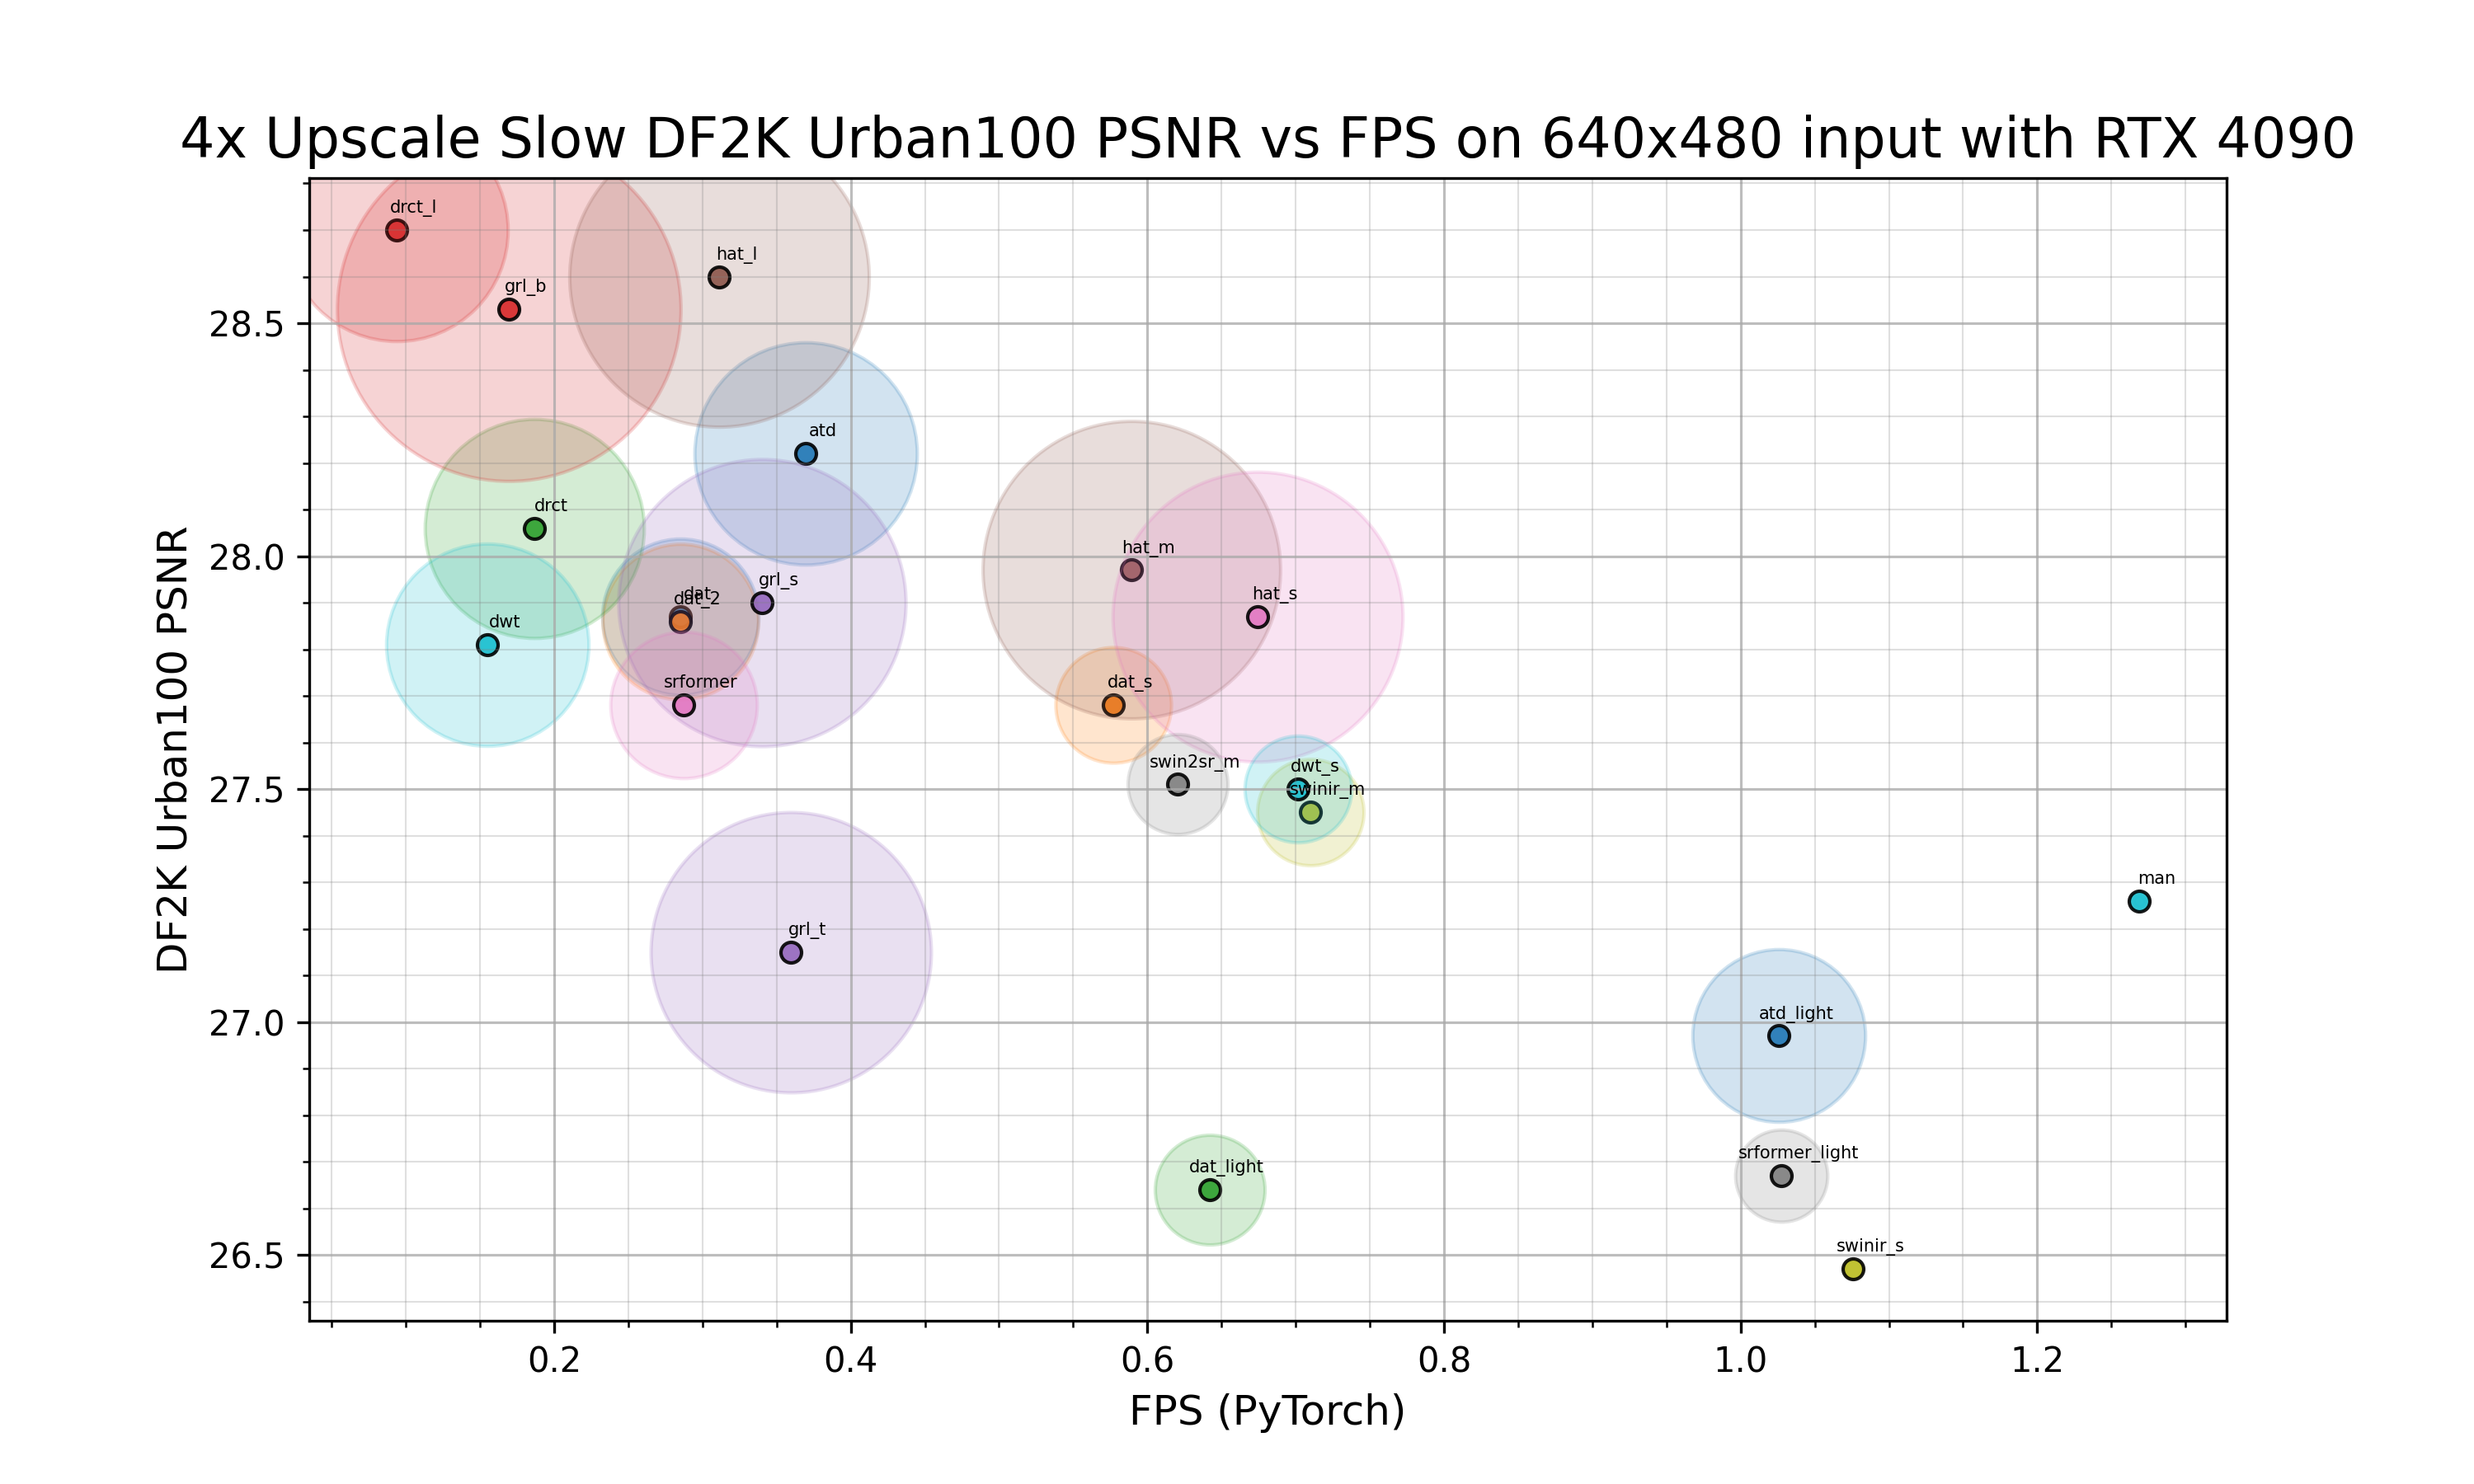 4x Upscale Slow DF2K Urban100 PSNR vs FPS on 640x480 input with RTX 4090
DF2K Urban100 PSNR
28.5
28.0
27.5
27.0
26.5
drct_l
hat_l
grl_b
atd
drct
hat_m
grl_s
dat
dat_2
hat_s
dwt
srformer
dat_s
swin2sr_m
dwt_s
swinir_m
man
grl_t
atd_light
srformer_light
dat_light
swinir_s
0.2
0.4
0.6
0.8
1.0
1.2
FPS (PyTorch)